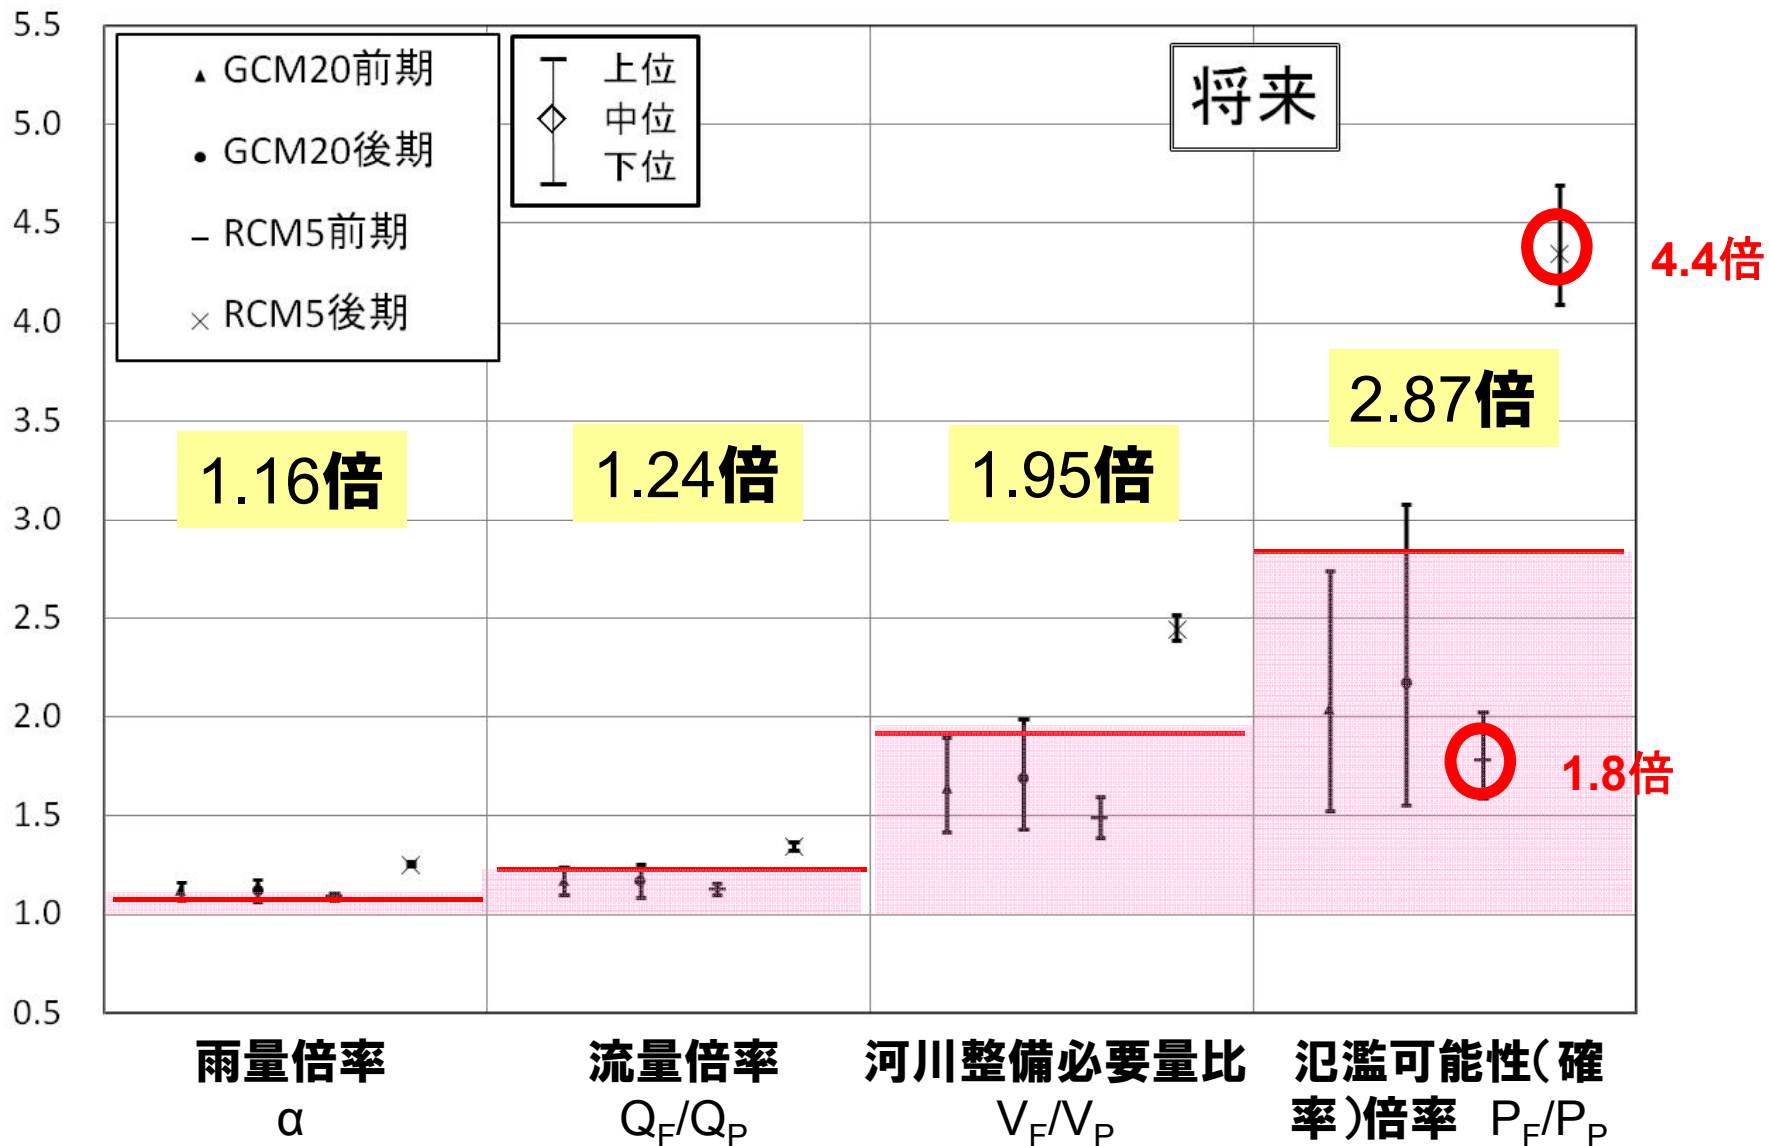 5.5
5.0
4.5
4.0
3.5
3.0
2.5
2.0
1.5
1.0
0.5
GCM20前期
GCM20後期
RCM5前期
RCM5後期
上位
中位
下位
将来
4.4倍
2.87倍
1.16倍
1.24倍
1.95倍
1.8倍
雨量倍率
α
流量倍率
QF/QP
河川整備必要量比
VF/VP
氾濫可能性(確
率)倍率 PF/PP